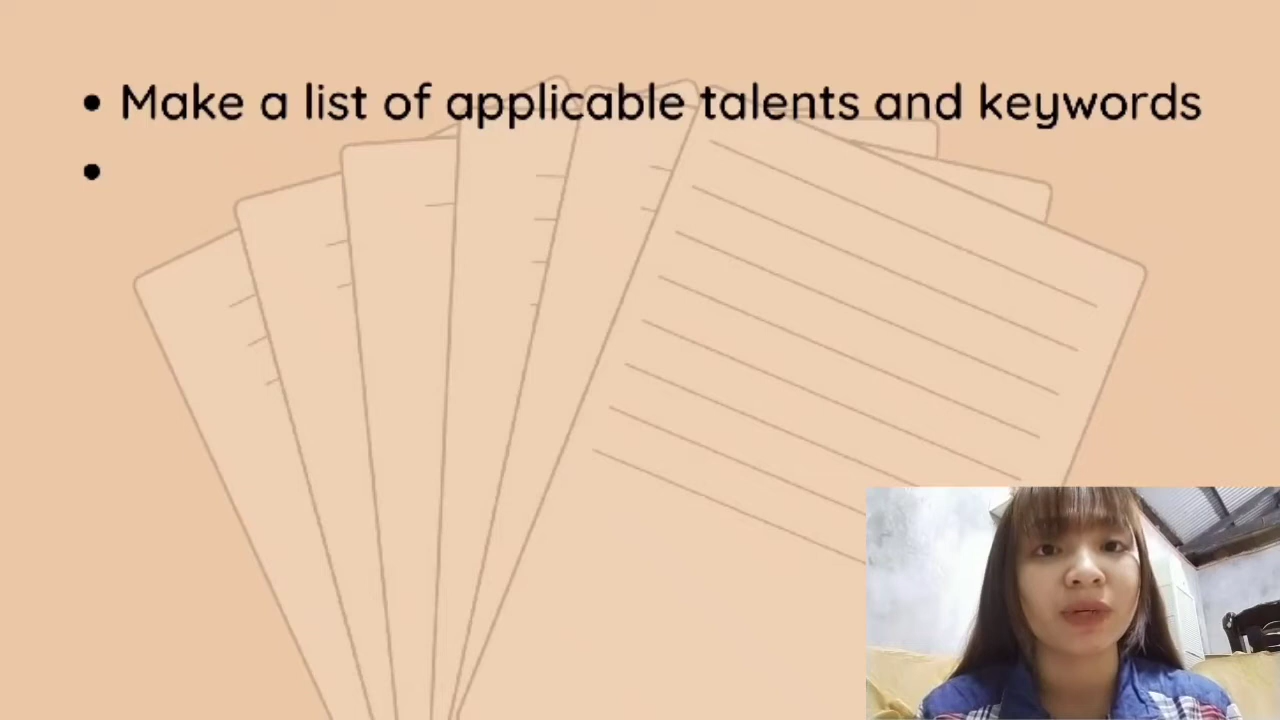 • Make a list of applicable talents and keywords
•